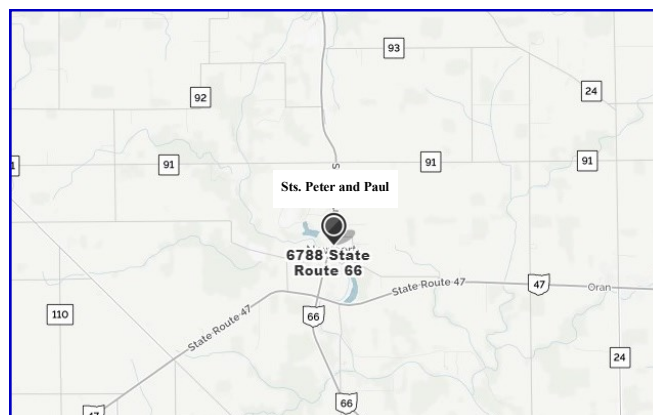 93
24
92
91
91
91
Sts. Peter and Paul
6788 State
Route 66
State Route 47
47
Oran
66
110
State Route 47
24
66
47